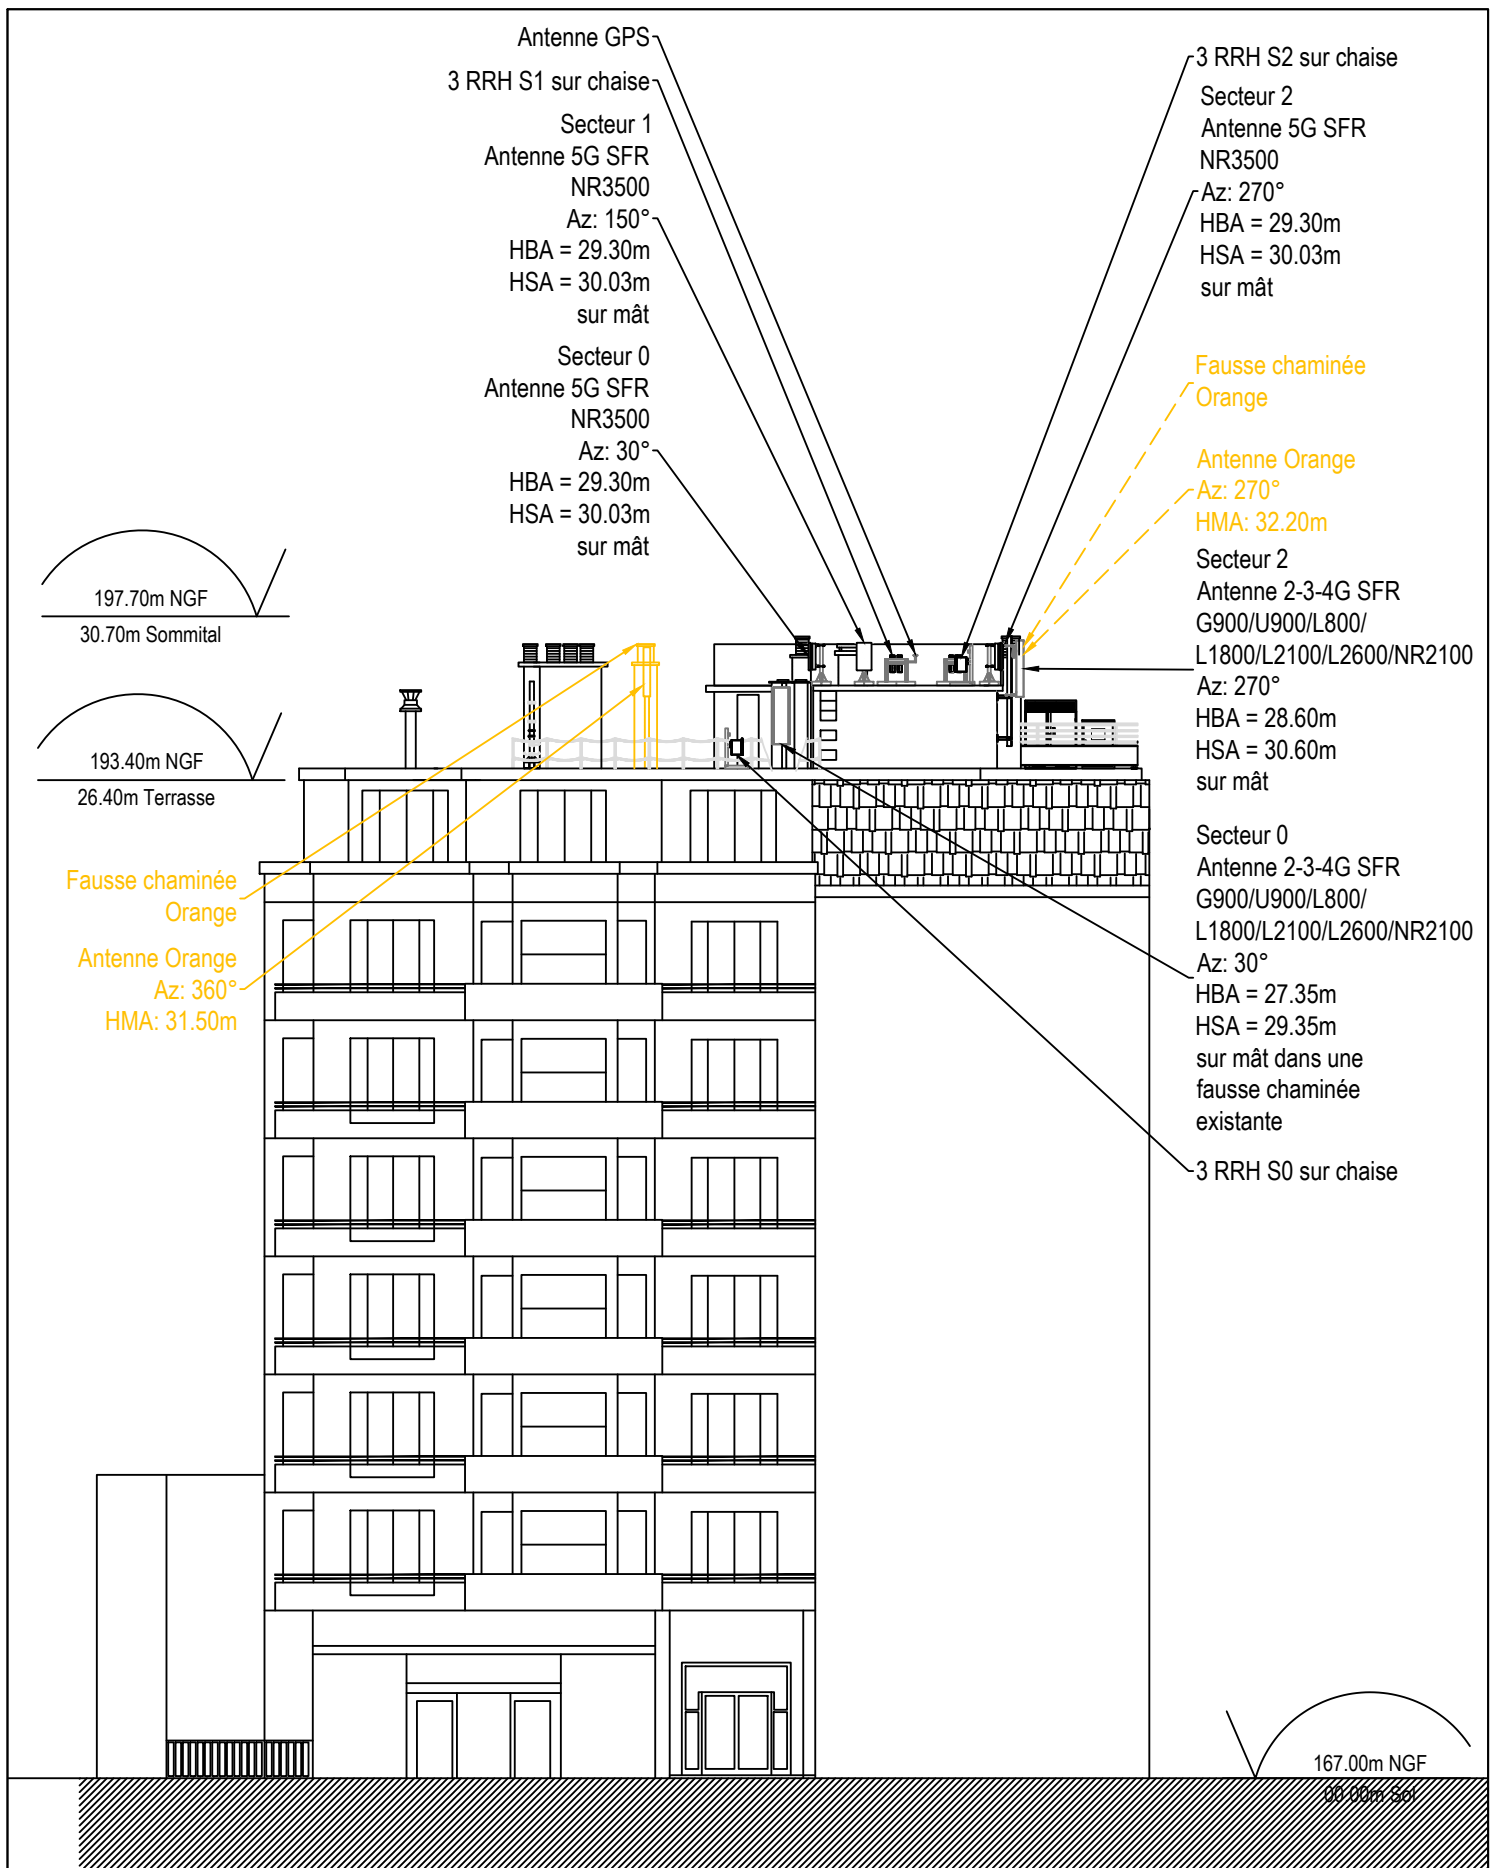 Antenne GPS
3 RRH S1 sur chaise
Secteur 1
Antenne 5G SFR
NR3500
Az: 150°
HBA = 29.30m
HSA = 30.03m
sur mât
Secteur 0
Antenne 5G SFR
NR3500
Az: 30°
HBA = 29.30m
HSA = 30.03m
sur mât
3 RRH S2 sur chaise
Secteur 2
Antenne 5G SFR
NR3500
Az: 270°
HBA = 29.30m
HSA = 30.03m
sur mât
Fausse chaminée
Orange
Antenne Orange
Az: 270°
HMA: 32.20m
Secteur 2
Antenne 2-3-4G SFR
G900/U900/L800/
L1800/L2100/L2600/NR2100
Az: 270°
HBA = 28.60m
HSA = 30.60m
sur mât
Secteur 0
Antenne 2-3-4G SFR
G900/U900/L800/
L1800/L2100/L2600/NR2100
Az: 30°
HBA = 27.35m
HSA = 29.35m
sur mât dans une
fausse chaminée
existante
3 RRH S0 sur chaise
197.70m NGF
30.70m Sommital
193.40m NGF
26.40m Terrasse
Fausse chaminée
Orange
Antenne Orange
Az: 360°
HMA: 31.50m
167.00m NGF
00.00m Sol